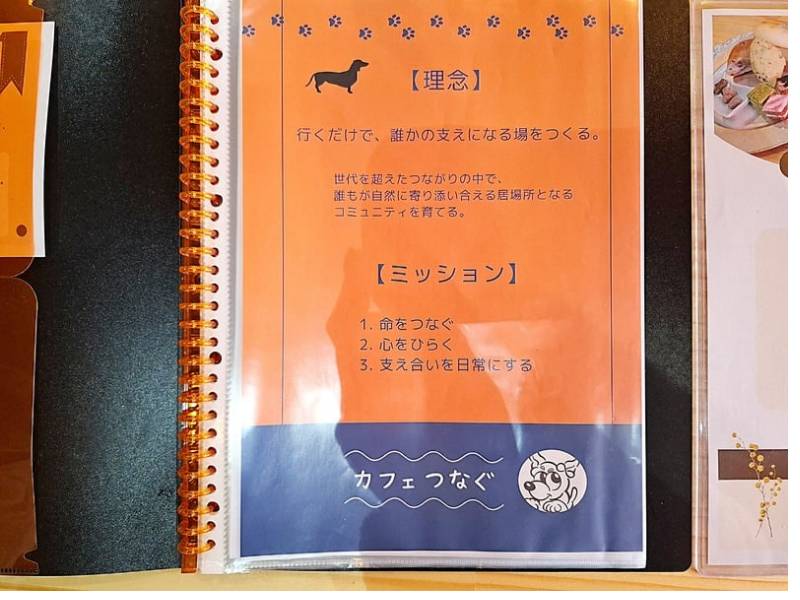 【理念】
行くだけで、誰かの支えになる場をつくる。
世代を超えたつながりの中で、
誰もが自然に寄り添い合える居場所となる
コミュニティを育てる。
【ミッション】
1. 命をつなぐ
2. 心をひらく
3. 支え合いを日常にする
カフェつなぐ